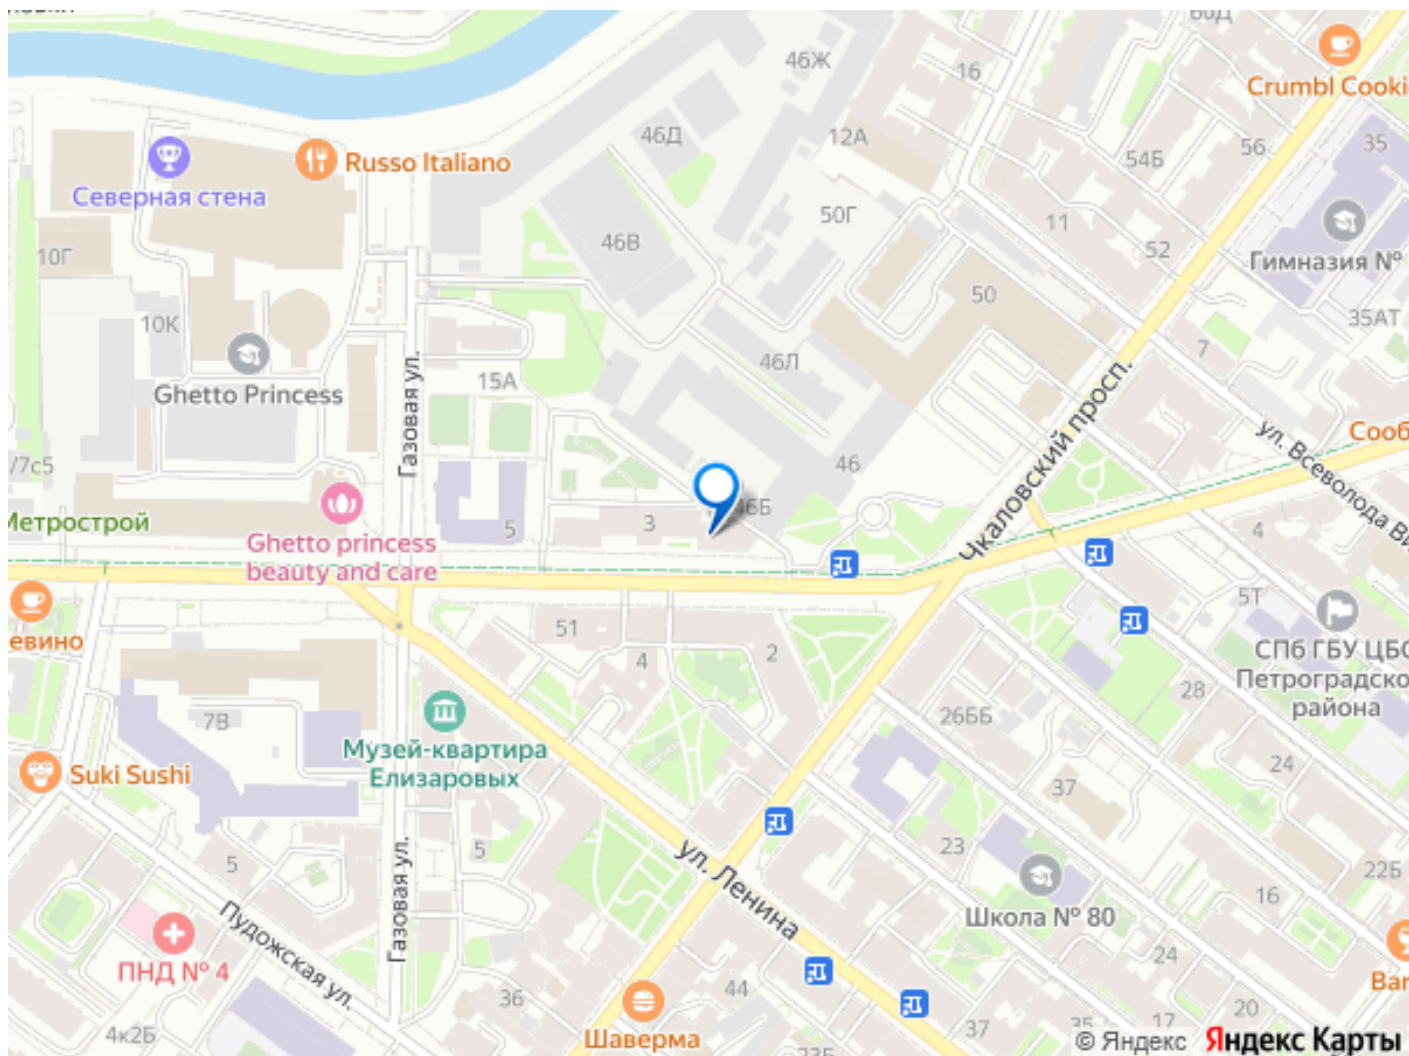 60Д
46Ж
16
Crumbl Cooki
46Д
12А
56
35
54Б
Russo Italiano
Северная стена
50Г
11
46В
52
10Г
Гимназия №
50
10К
35АТ
7
46Л
15А
Ghetto Princess
Газовая ул.
Чкаловский просп.
ул. Всеволода Ви
Сооб
/7с5
46
46Б
3
5
4
Метрострой
Ghetto princess
beauty and care
5Т
евино
51
4
2
СПб ГБУ ЦБС
Петроградско
района
28
26ББ
7В
Музей-квартира
Елизаровых
Suki Sushi
24
37
5
5
23
22Б
ул. Ленина
Газовая ул.
Пудожская ул.
16
Школа № 80
ПНД № 4
24
Bar
36
44
4к2Б
Шаверма
23Б
37
35
17
20
© Яндекс Яндекс Карты